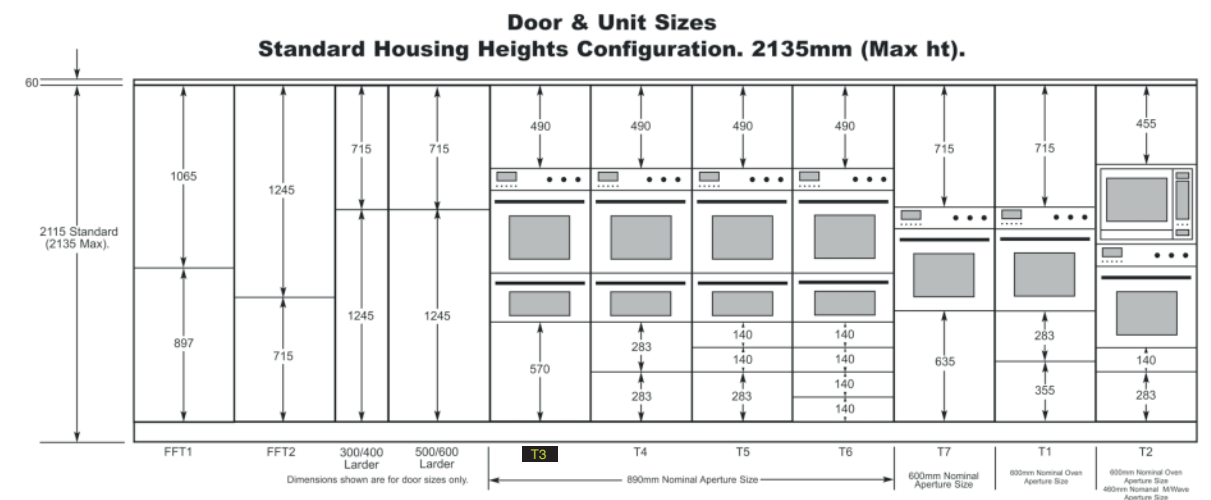 Door & Unit Sizes
Standard Housing Heights Configuration. 2135mm (Max ht).
60
490 490 490 490 455
715 715 715 715
1065
1245
2115 Standard
(2135 Max).
1245 1245
897
715
140 140
283
140 140
283
635
140
570
283 283
140
355
283
140
FFT1 FFT2 300/400 500/600 T3 T4 T5 T6 T7 T1 T2
Larder Larder
Dimensions shown are for door sizes only.
890mm Nominal Aperture Size
600mm Nominal
Aperture Size
600mm Nominal Oven
Aperture Size
600mm Nominal Oven
Aperture Size
460mm Nomanal M/Wave
Aperture Size